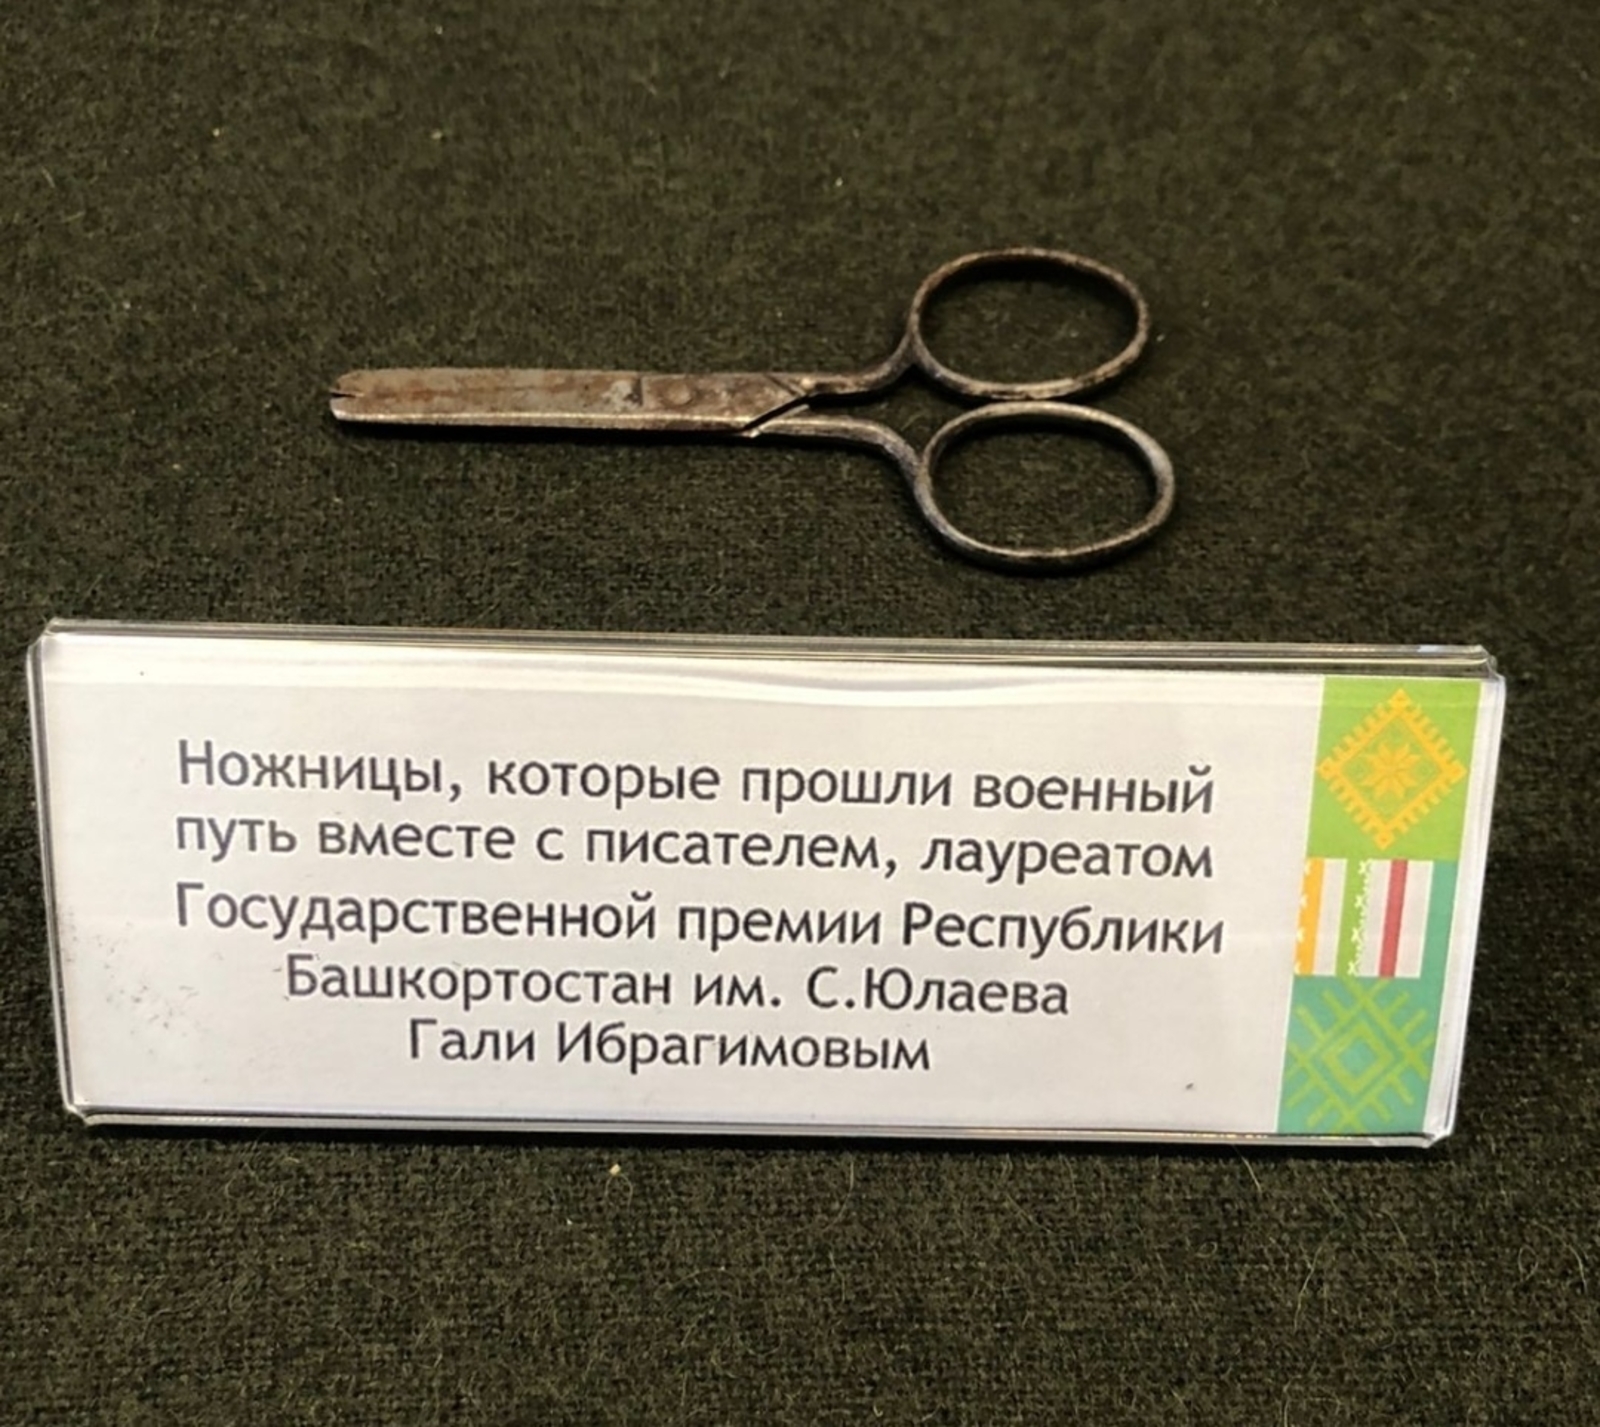 Ножницы, которые прошли военный
путь вместе с писателем, лауреатом
Государственной премии Республики
Башкортостан им. С.Юлаева
Гали Ибрагимовым